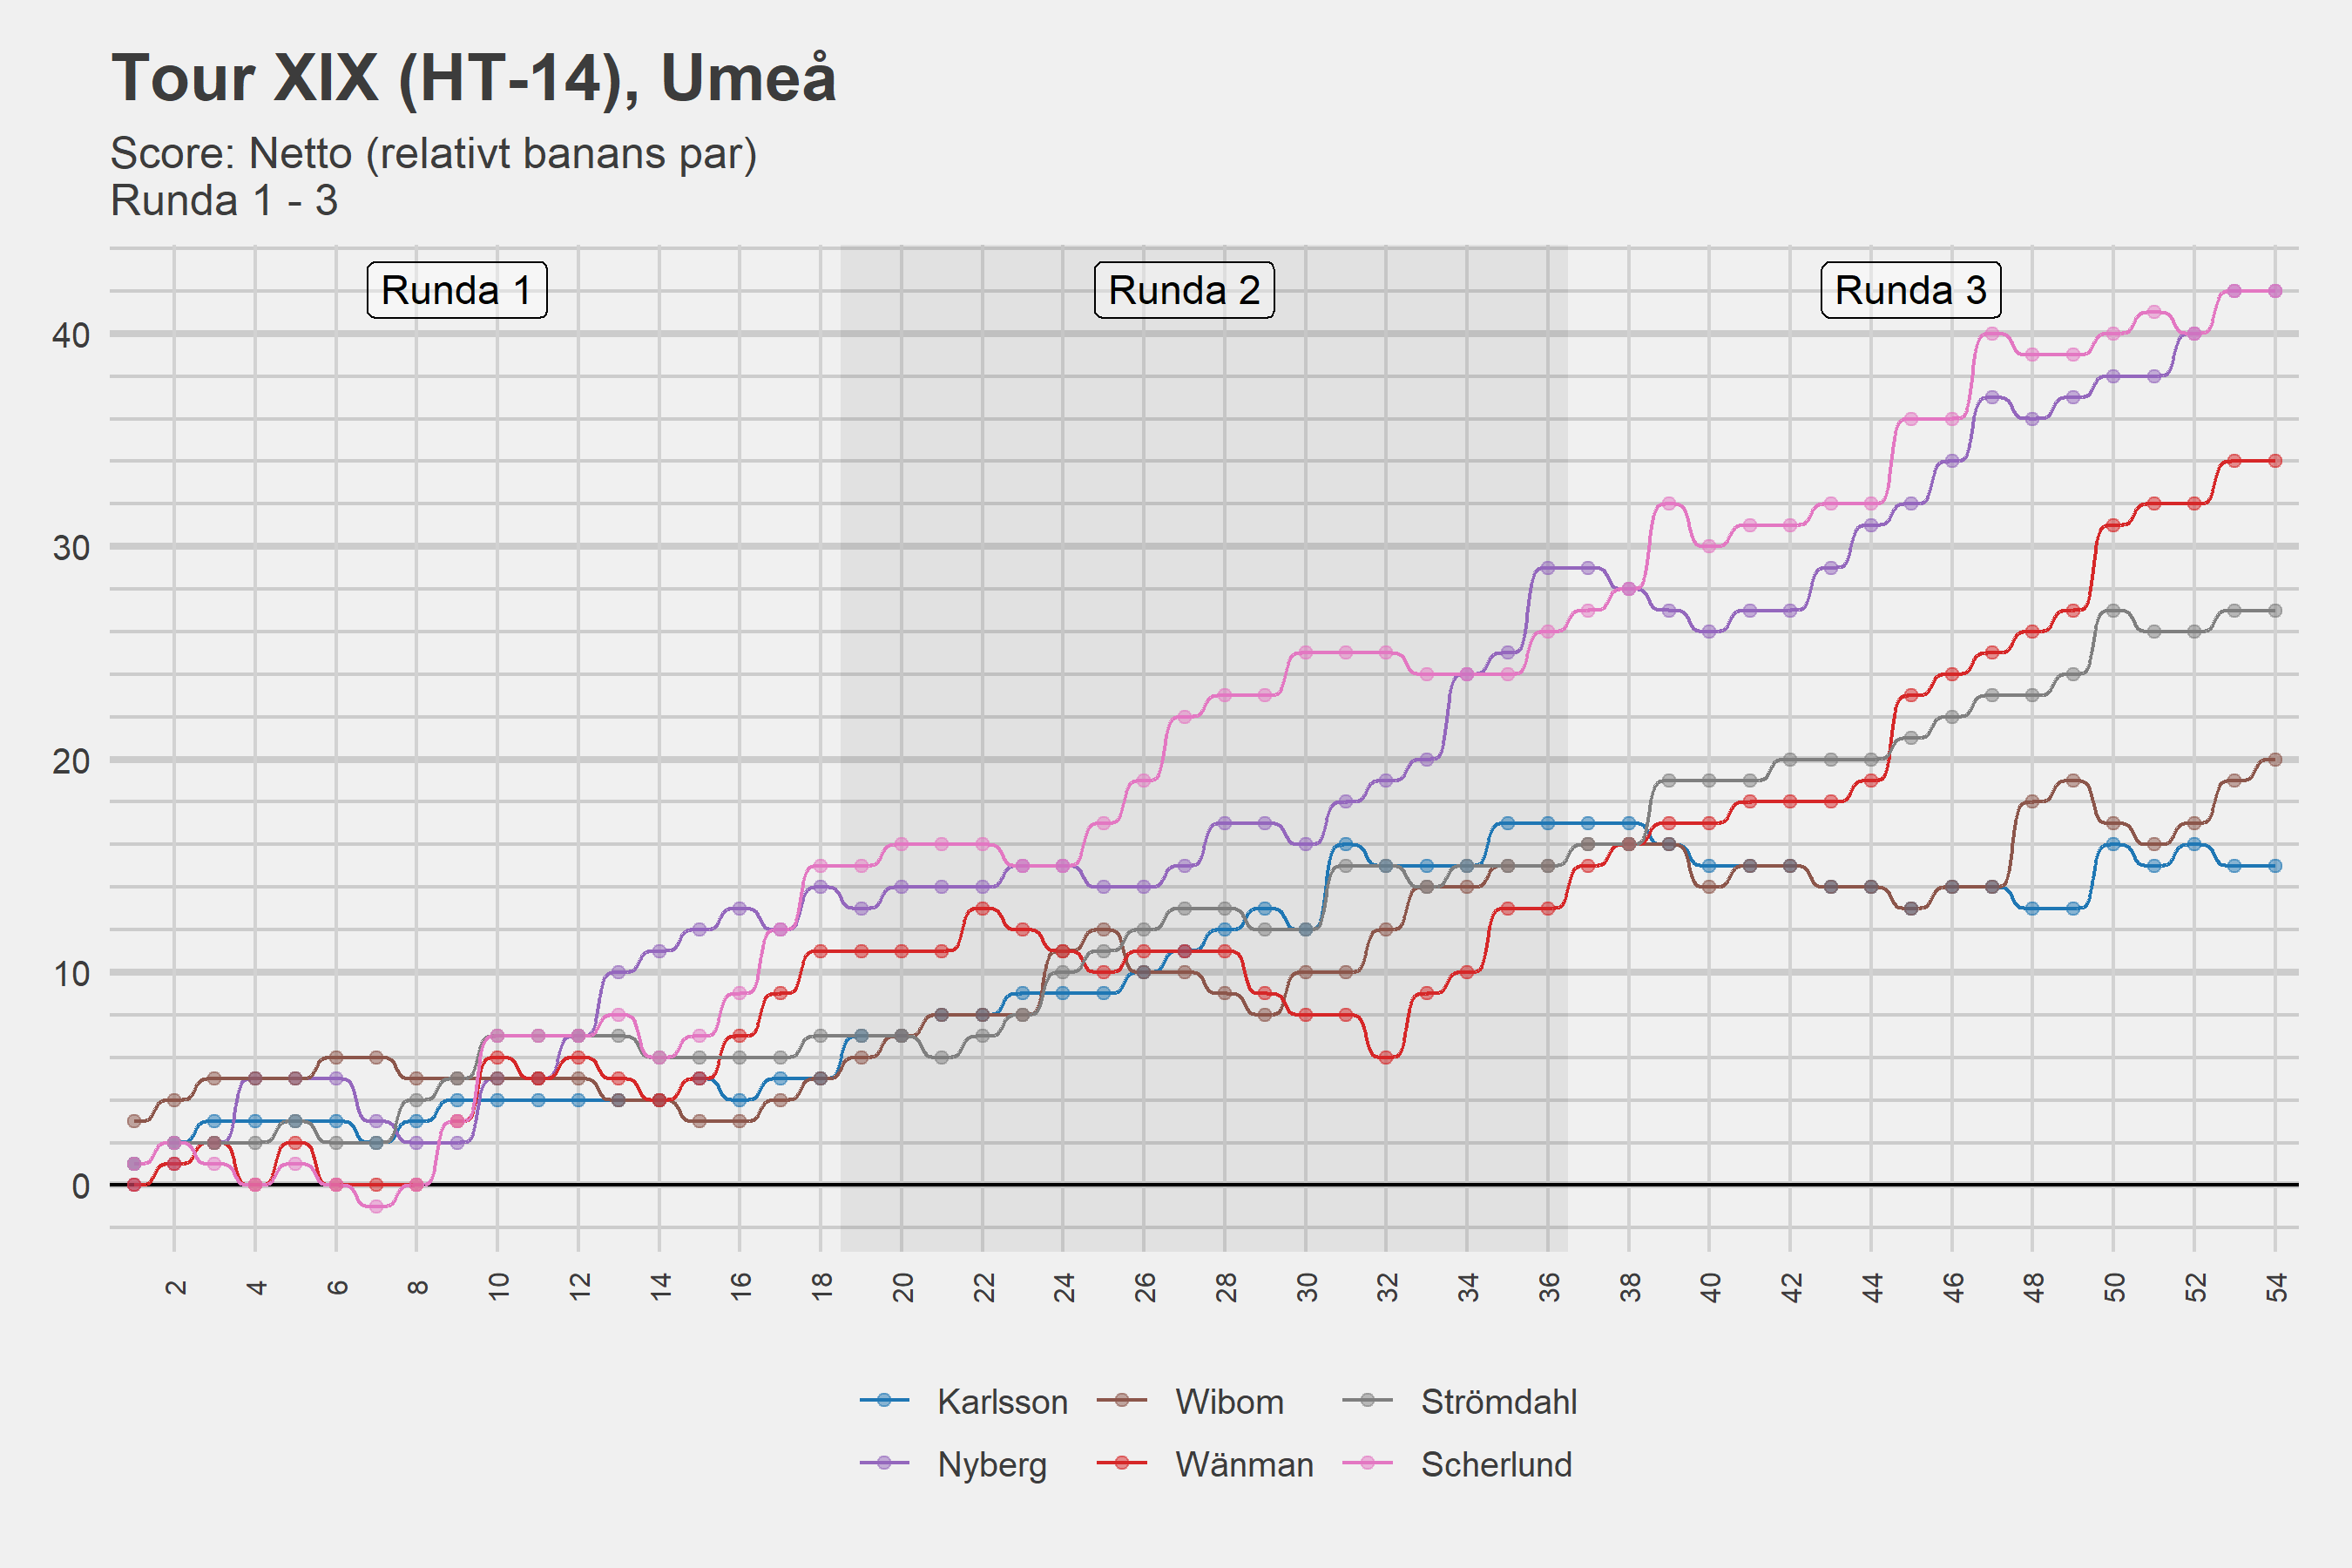 Tour XIX (HT-14), Umeå
Score: Netto (relativt banans par)
Runda 1 - 3
Runda 1 Runda 2 Runda 3
40
30
20
10
0
2 4 6 8 10 12 14 16 18 20 22 24 26 28 30 32 34 36 38 40 42 44 46 48 50 52 54
Karlsson Wibom Strömdahl
Nyberg Wänman Scherlund